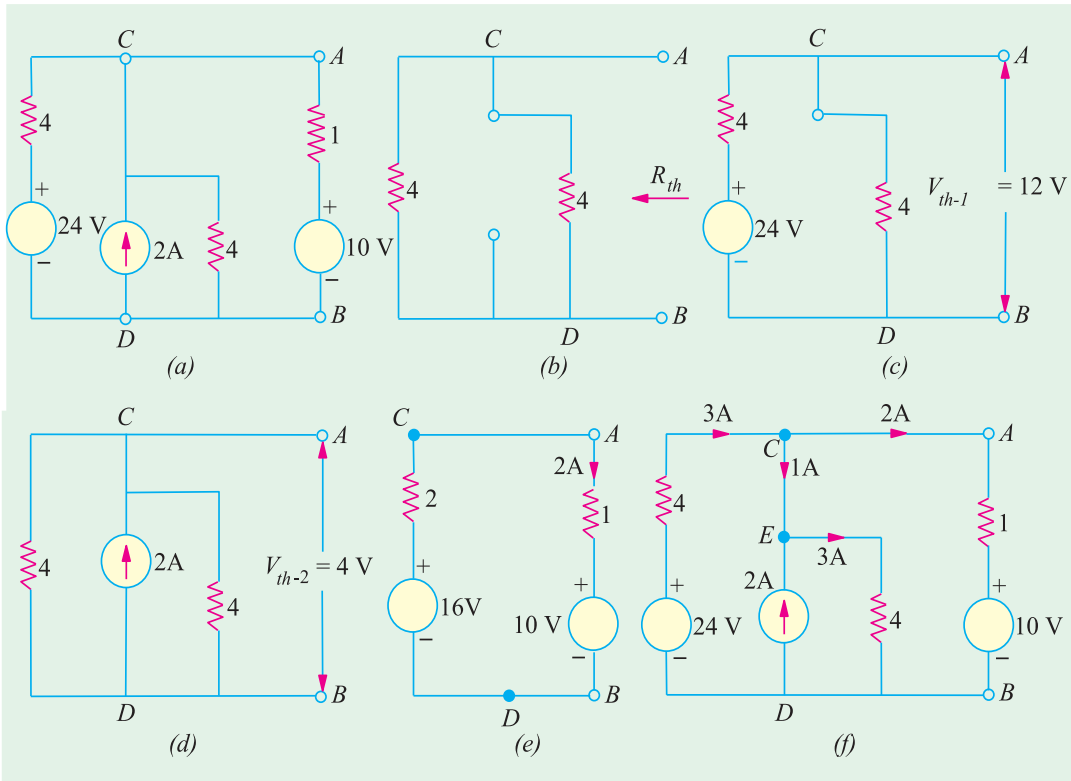 C
A
4
1
+
24 V
−
2A
4
+
10 V
−
B
D
(a)
C
A
4
4
R_th
B
D
(b)
C
A
4
+
24 V
−
4
V_th-1 = 12 V
B
D
(c)
C
A
4
2A
4
V_th-2 = 4 V
B
D
(d)
C
A
2A
2
1
+
16V
−
+
10 V
−
B
D
(e)
3A
2A
C
A
1A
4
1
E
3A
2A
+
24 V
−
4
+
10 V
−
B
D
(f)